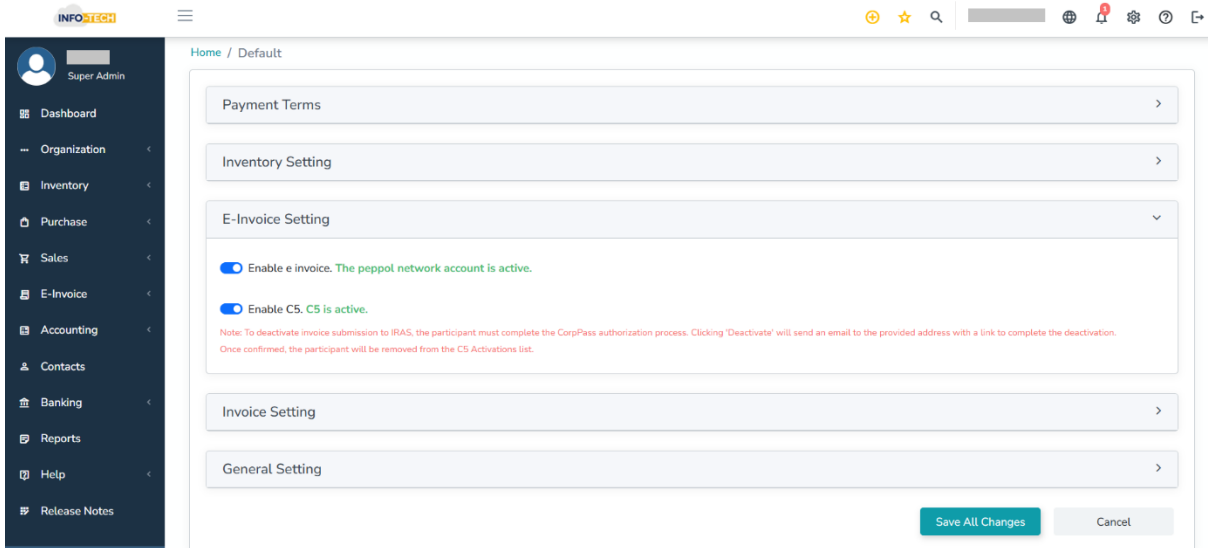 INFO-TECH
1
Super Admin
Home / Default
Dashboard
Organization
Inventory
Purchase
Sales
E-Invoice
Accounting
Contacts
Banking
Reports
Help
Release Notes
Payment Terms
Inventory Setting
E-Invoice Setting
Enable e invoice. The peppol network account is active.
Enable C5. C5 is active.
Note: To deactivate invoice submission to IRAS, the participant must complete the CorpPass authorization process. Clicking 'Deactivate' will send an email to the provided address with a link to complete the deactivation.
Once confirmed, the participant will be removed from the C5 Activations list.
Invoice Setting
General Setting
Save All Changes
Cancel